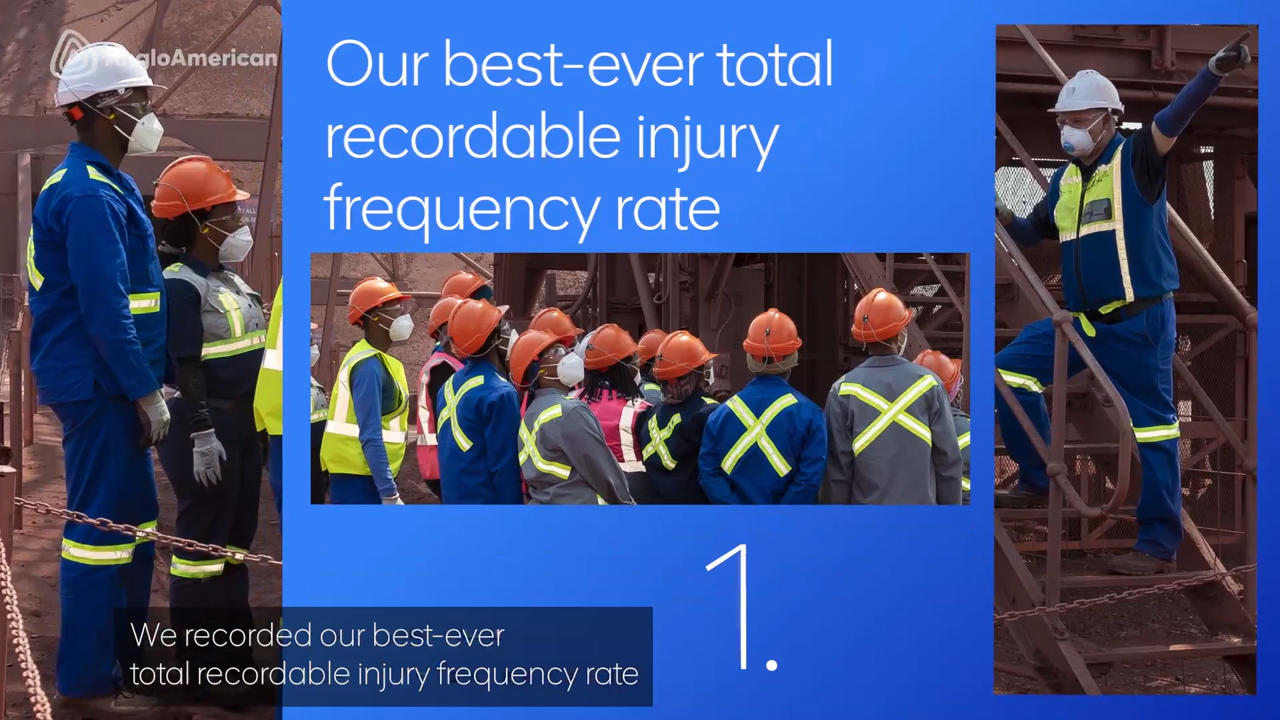 AngloAmerican
Our best-ever total
recordable injury
frequency rate
1.
We recorded our best-ever
total recordable injury frequency rate